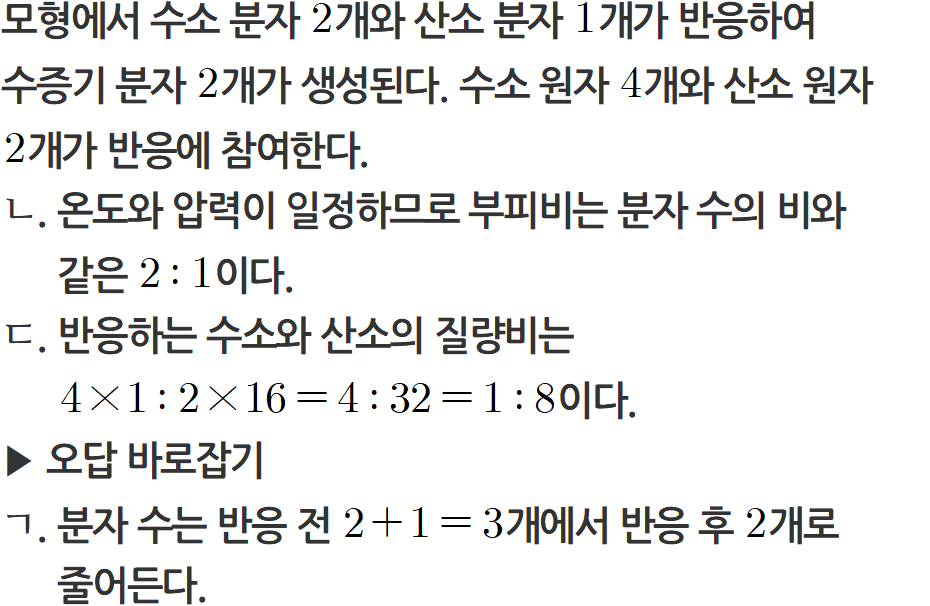 모형에서 수소 분자 2개와 산소 분자 1개가 반응하여
수증기 분자 2개가 생성된다. 수소 원자 4개와 산소 원자
2개가 반응에 참여한다.
ㄴ. 온도와 압력이 일정하므로 부피비는 분자 수의 비와
같은 2 : 1이다.
ㄷ. 반응하는 수소와 산소의 질량비는
4×1 : 2×16 = 4 : 32 = 1 : 8이다.
▶ 오답 바로잡기
ㄱ. 분자 수는 반응 전 2+1 = 3개에서 반응 후 2개로
줄어든다.